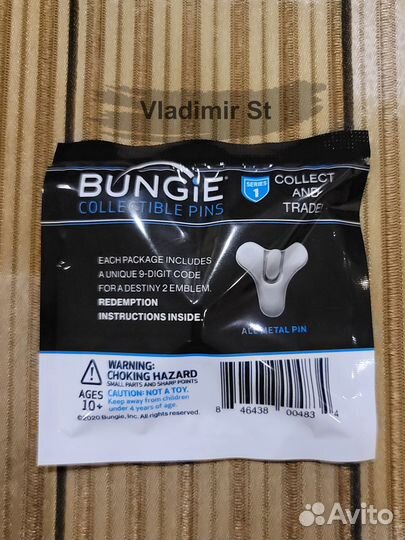 Vladimir St
BUNGiE®
COLLECTIBLE PINS
SERIES
1
COLLECT
AND
TRADE!
EACH PACKAGE INCLUDES
A UNIQUE 9-DIGIT CODE
FOR A DESTINY 2 EMBLEM.
REDEMPTION
INSTRUCTIONS INSIDE.
ALL METAL PIN
WARNING:
CHOKING HAZARD
SMALL PARTS AND SHARP POINTS
AGES
10+
CAUTION: NOT A TOY.
Keep away from children
under 4 years of age.
©2020 Bungie, Inc. All rights reserved.
8 46438 00483 4
Avito